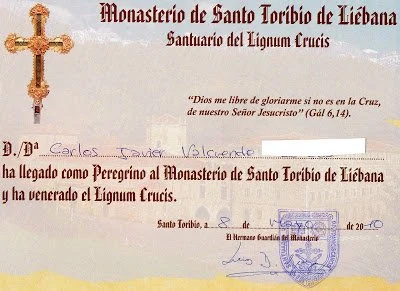 Monasterio de Santo Toribio de Liébana
Santuario del Lignum Crucis
"Dios me libre de gloriarme si no es en la Cruz,
de nuestro Señor Jesucristo" (Gál 6,14).
D./Dª Carlos Javier Valcuende
ha llegado como Peregrino al Monasterio de Santo Toribio de Liébana
y ha venerado el Lignum Crucis.
Santo Toribio, a 8 de Mayo de 2010
El Hermano Guardián del Monasterio